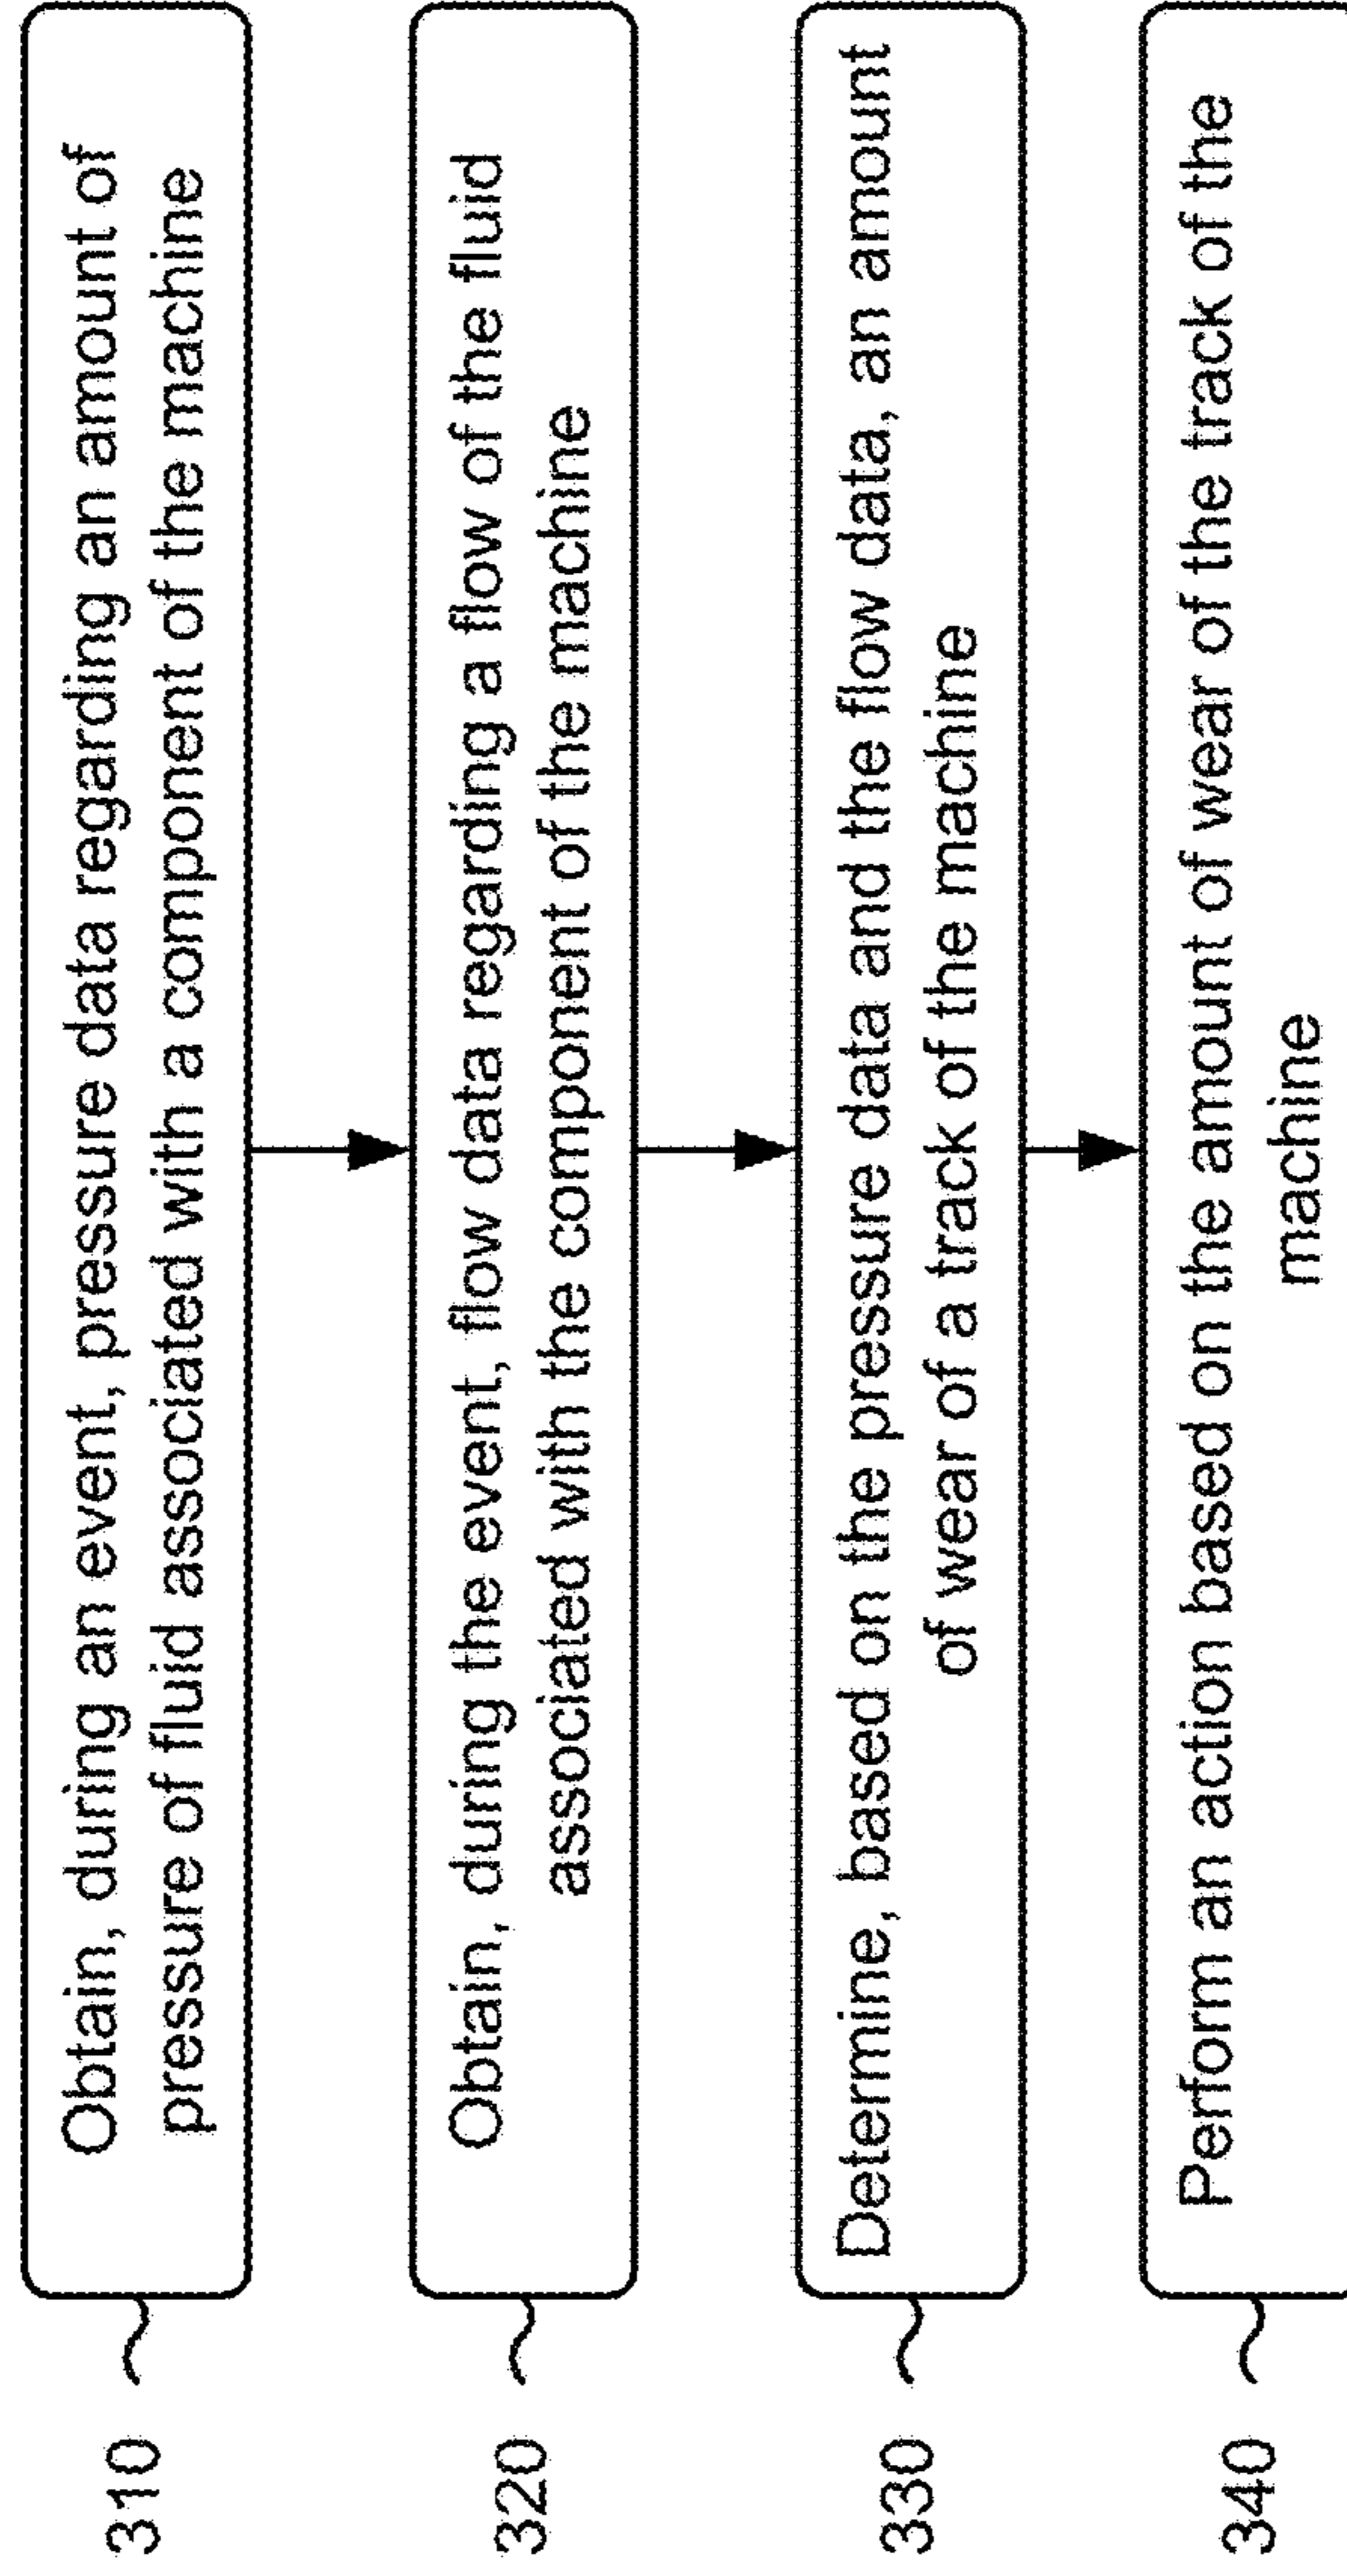 310
Obtain, during an event, pressure data regarding an amount of
pressure of fluid associated with a component of the machine
320
Obtain, during the event, flow data regarding a flow of the fluid
associated with the component of the machine
330
Determine, based on the pressure data and the flow data, an amount
of wear of a track of the machine
340
Perform an action based on the amount of wear of the track of the
machine